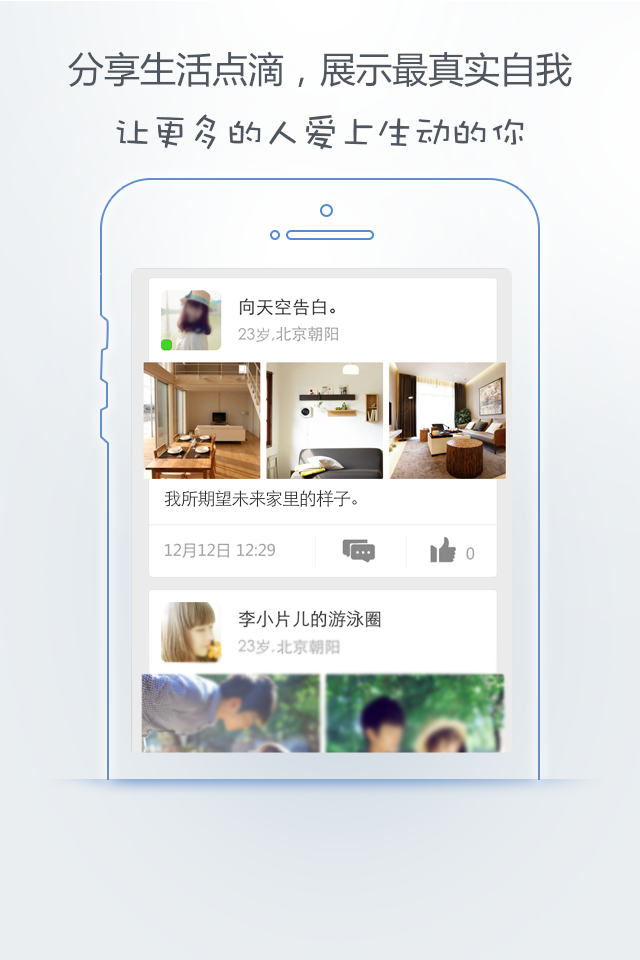 分享生活点滴，展示最真实自我
让更多的人爱上生动的你
向天空告白。
23岁,北京朝阳
我所期望未来家里的样子。
12月12日 12:29
0
李小片儿的游泳圈
23岁,北京朝阳